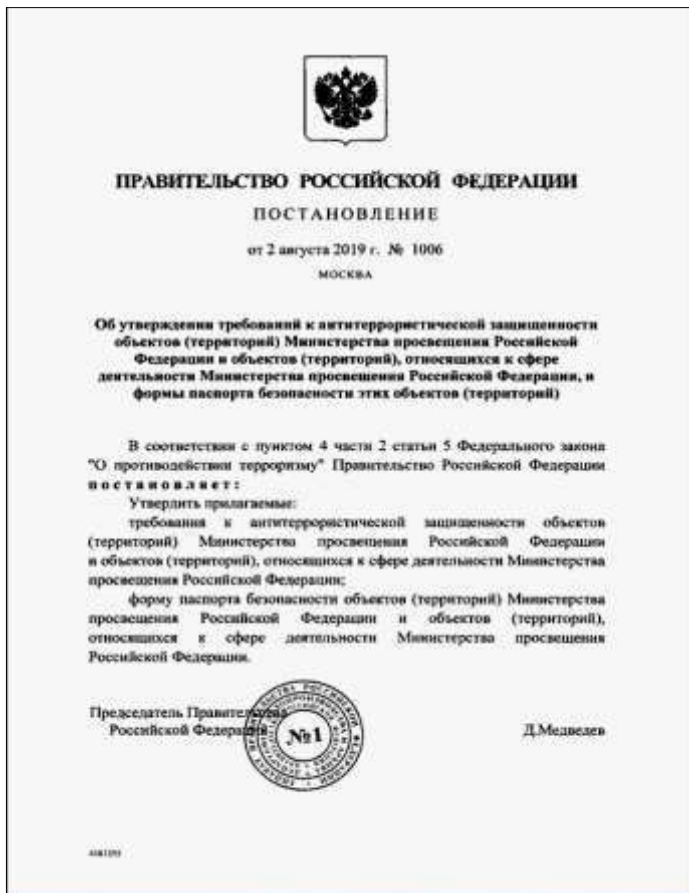 ПРАВИТЕЛЬСТВО РОССИЙСКОЙ ФЕДЕРАЦИИ
ПОСТАНОВЛЕНИЕ
от 2 августа 2019 г. № 1006
МОСКВА
Об утверждении требований к антитеррористической защищенности
объектов (территорий) Министерства просвещения Российской
Федерации и объектов (территорий), относящихся к сфере
деятельности Министерства просвещения Российской Федерации, и
формы паспорта безопасности этих объектов (территорий)
В соответствии с пунктом 4 части 2 статьи 5 Федерального закона
"О противодействии терроризму" Правительство Российской Федерации
постановляет:
Утвердить прилагаемые:
требования к антитеррористической защищенности объектов
(территорий) Министерства просвещения Российской Федерации
и объектов (территорий), относящихся к сфере деятельности Министерства
просвещения Российской Федерации;
форму паспорта безопасности объектов (территорий) Министерства
просвещения Российской Федерации и объектов (территорий),
относящихся к сфере деятельности Министерства просвещения
Российской Федерации.
Председатель Правительства
Российской Федерации
Д.Медведев
№1